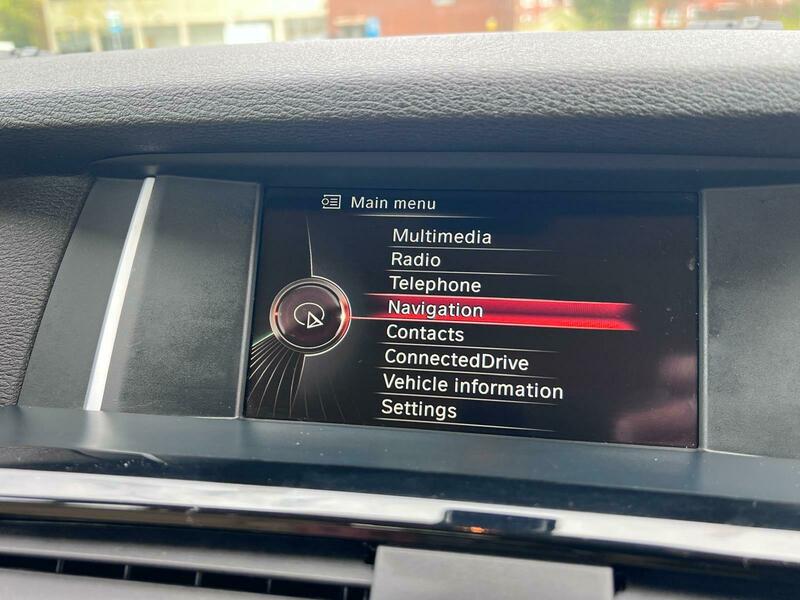 Main menu
Multimedia
Radio
Telephone
Navigation
Contacts
ConnectedDrive
Vehicle information
Settings